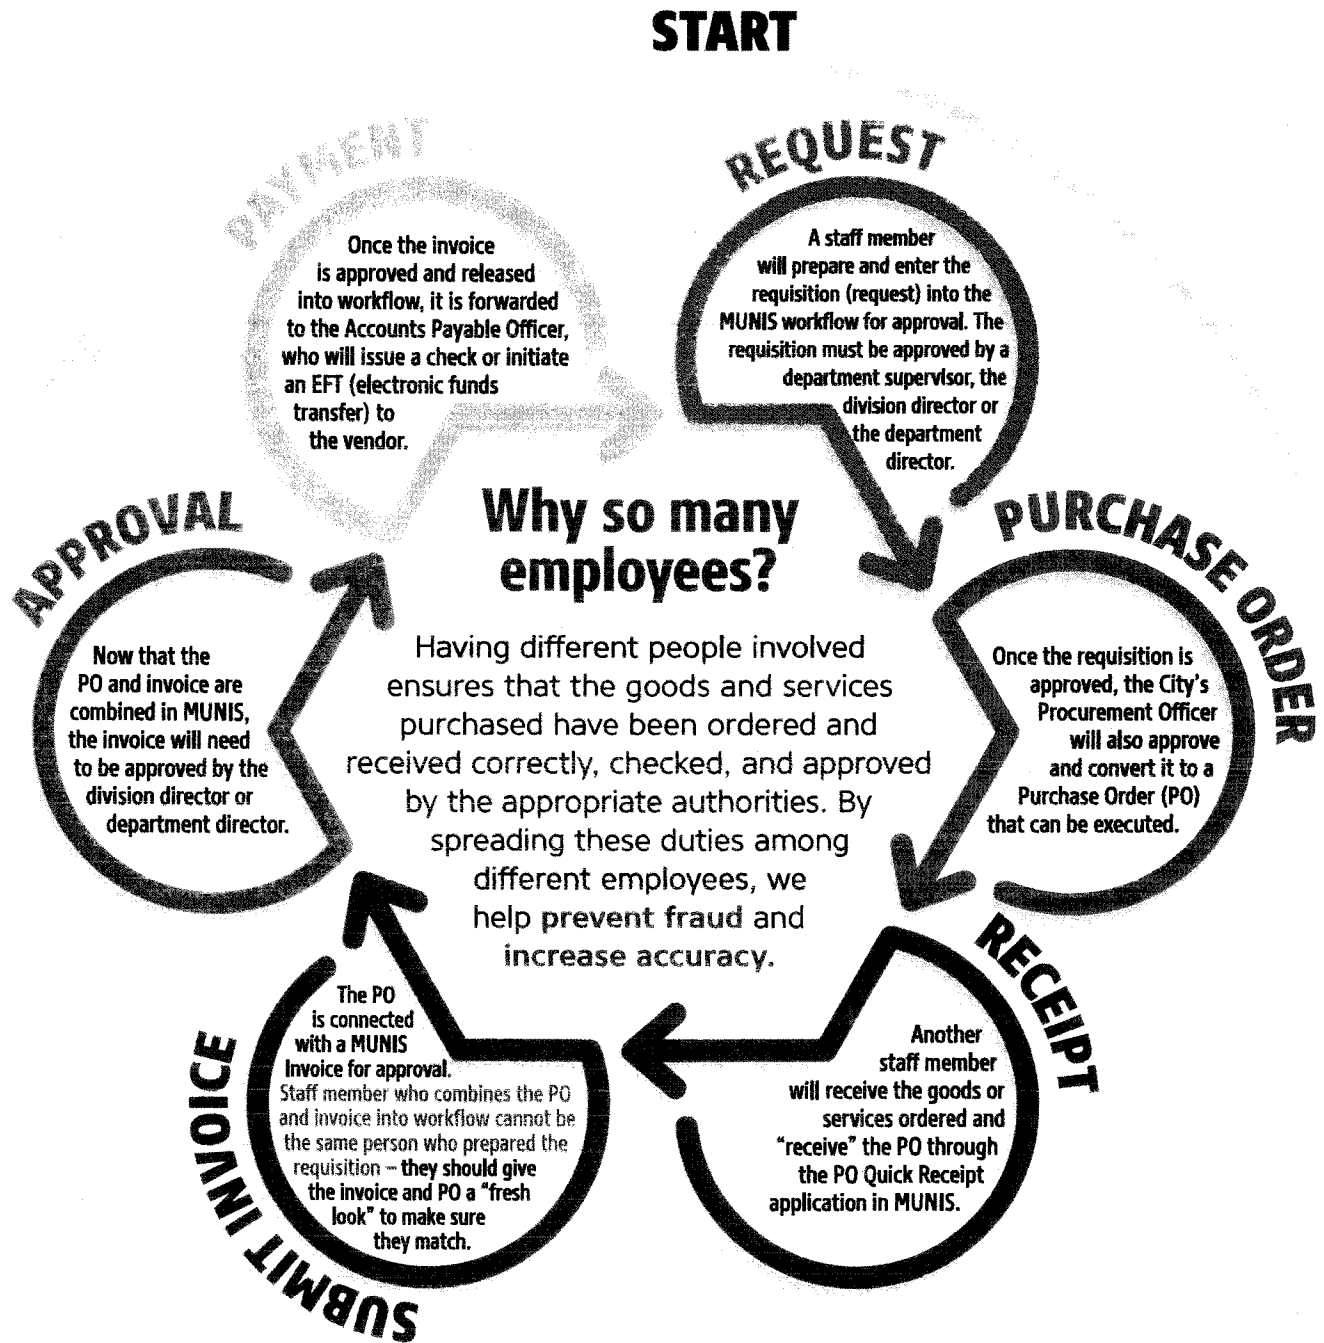 START
REQUEST
A staff member
will prepare and enter the
requisition (request) into the
MUNIS workflow for approval. The
requisition must be approved by a
department supervisor, the
division director or
the department
director.
PURCHASE ORDER
Once the requisition is
approved, the City's
Procurement Officer
will also approve
and convert it to a
Purchase Order (PO)
that can be executed.
RECEIPT
Another
staff member
will receive the goods or
services ordered and
"receive" the PO through
the PO Quick Receipt
application in MUNIS.
SUBMIT INVOICE
The PO
is connected
with a MUNIS
Invoice for approval.
Staff member who combines the PO
and invoice into workflow cannot be
the same person who prepared the
requisition – they should give
the invoice and PO a "fresh
look" to make sure
they match.
APPROVAL
Now that the
PO and invoice are
combined in MUNIS,
the invoice will need
to be approved by the
division director or
department director.
PAYMENT
Once the invoice
is approved and released
into workflow, it is forwarded
to the Accounts Payable Officer,
who will issue a check or initiate
an EFT (electronic funds
transfer) to
the vendor.
Why so many
employees?
Having different people involved
ensures that the goods and services
purchased have been ordered and
received correctly, checked, and approved
by the appropriate authorities. By
spreading these duties among
different employees, we
help prevent fraud and
increase accuracy.